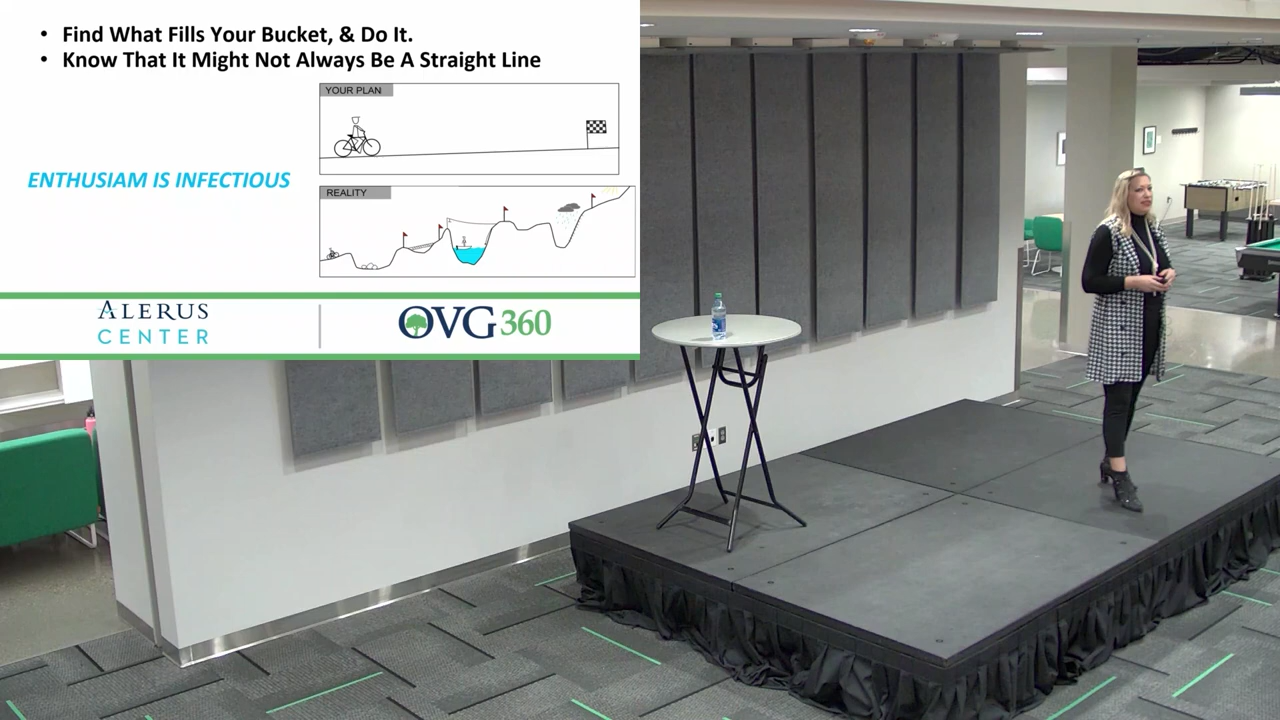 • Find What Fills Your Bucket, & Do It.
• Know That It Might Not Always Be A Straight Line
YOUR PLAN
ENTHUSIAM IS INFECTIOUS
REALITY
ALERUS
CENTER
OVG360